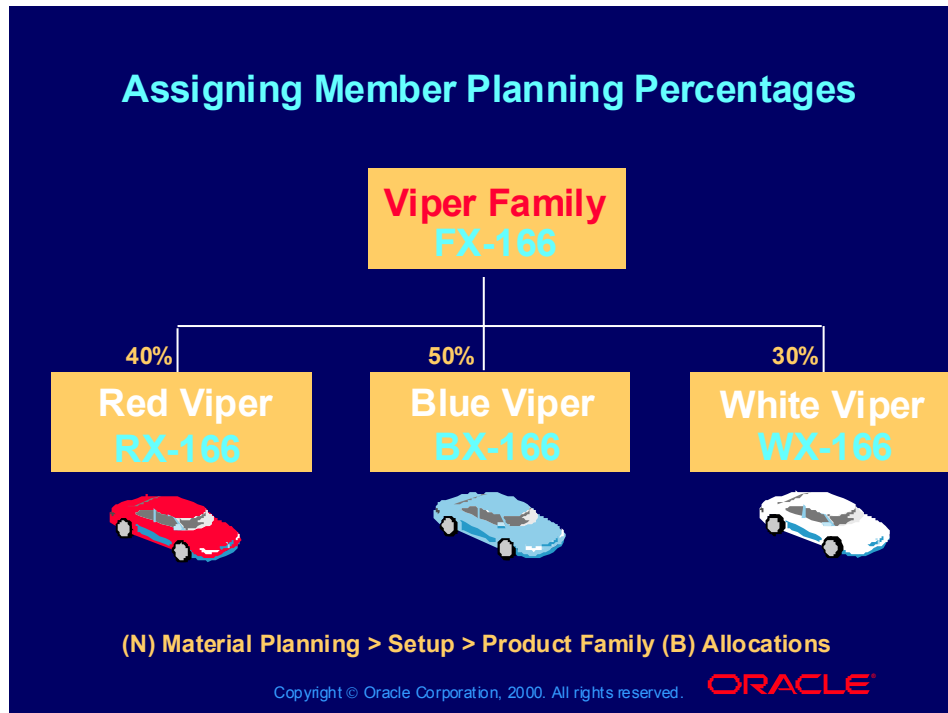 Assigning Member Planning Percentages
Viper Family
FX-166
40%
50%
30%
Red Viper
RX-166
Blue Viper
BX-166
White Viper
WX-166
(N) Material Planning > Setup > Product Family (B) Allocations
Copyright © Oracle Corporation, 2000. All rights reserved.
ORACLE®